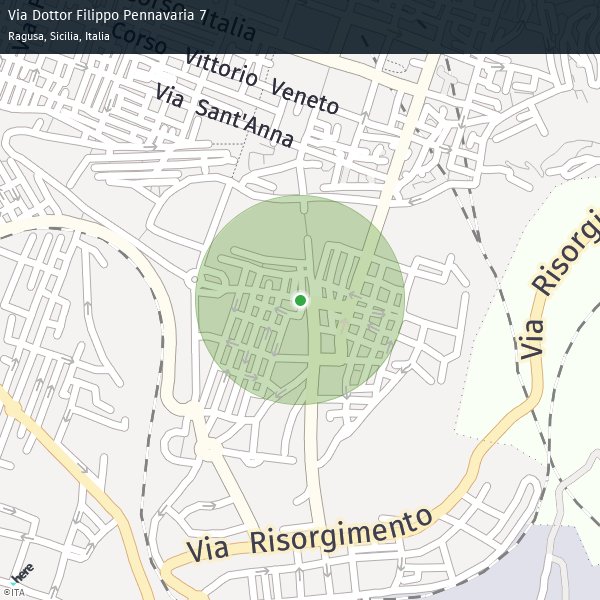 Via Dottor Filippo Pennavaria 7
Ragusa, Sicilia, Italia
Corso Italia
Corso Vittorio Veneto
Via Sant'Anna
Via Risorgi
Via Risorgimento
here
©ITA